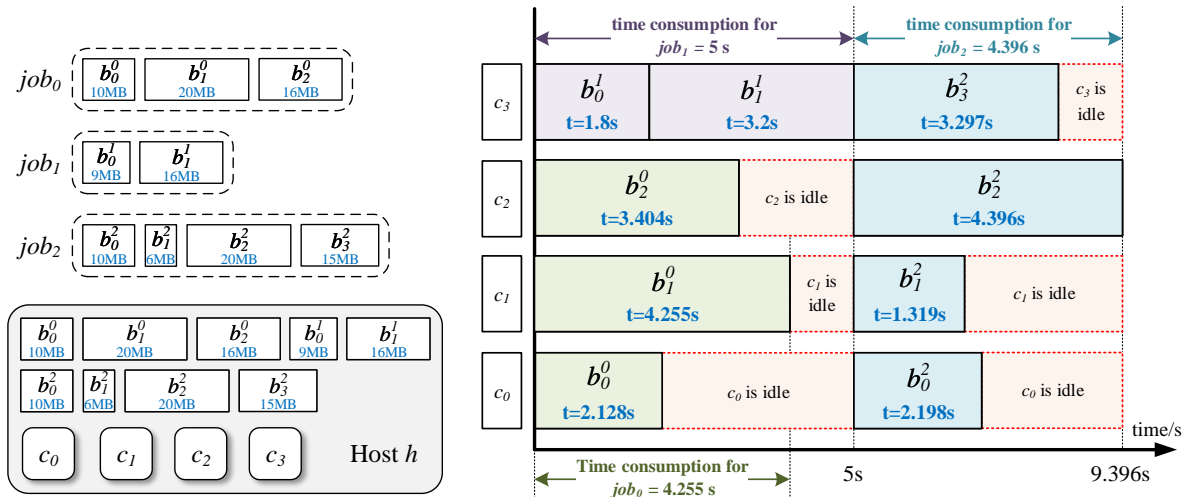 job₀
b₀⁰ b₁⁰ b₂⁰
10MB 20MB 16MB
job₁
b₀¹ b₁¹
9MB 16MB
job₂
b₀² b₁² b₂² b₃²
10MB 6MB 20MB 15MB
b₀⁰ b₁⁰ b₂⁰ b₀¹ b₁¹
10MB 20MB 16MB 9MB 16MB
b₀² b₁² b₂² b₃²
10MB 6MB 20MB 15MB
c₀ c₁ c₂ c₃ Host h
time consumption for
job₁ = 5 s
time consumption for
job₂ = 4.396 s
c₃
b₀¹
t=1.8s
b₁¹
t=3.2s
b₃²
t=3.297s
c₃ is
idle
c₂
b₂⁰
t=3.404s
c₂ is idle
b₂²
t=4.396s
c₁
b₁⁰
t=4.255s
c₁ is
idle
b₁²
t=1.319s
c₁ is idle
c₀
b₀⁰
t=2.128s
c₀ is idle
b₀²
t=2.198s
c₀ is idle
time/s
Time consumption for
job₀ = 4.255 s
5s
9.396s